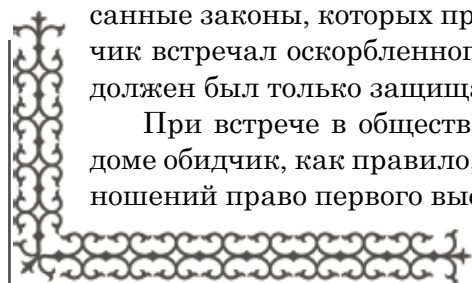 санные законы, которых пр
чик встречал оскорбленног
должен был только защища
При встрече в обществ
доме обидчик, как правило,
ношений право первого выс